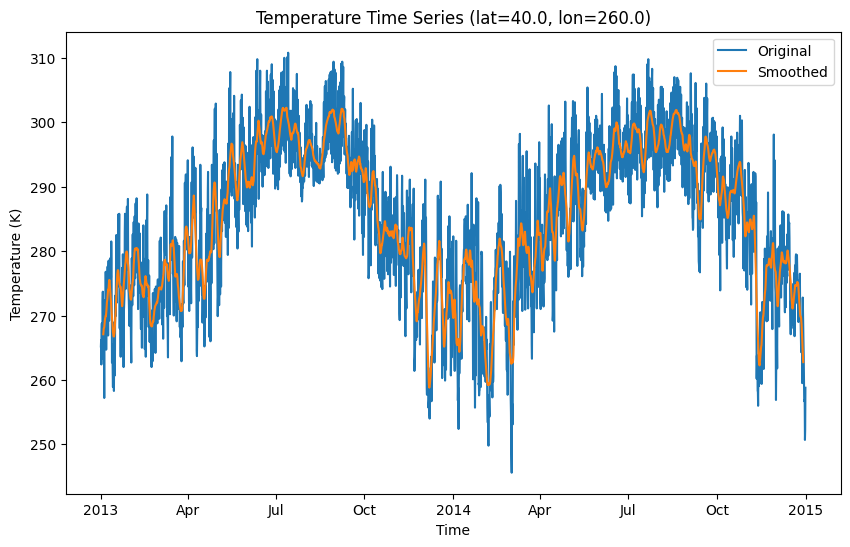 Temperature Time Series (lat=40.0, lon=260.0)
Original
Smoothed
Temperature (K)
310
300
290
280
270
260
250
2013
Apr
Jul
Oct
2014
Apr
Jul
Oct
2015
Time